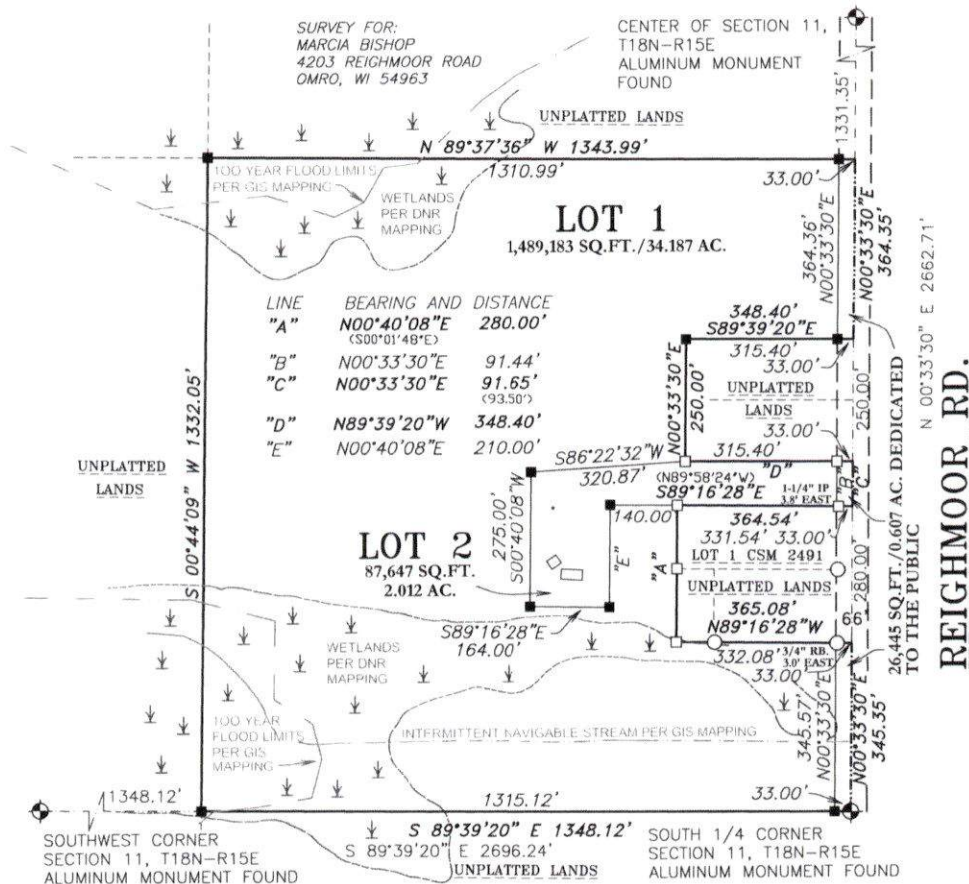 SURVEY FOR:
MARCIA BISHOP
4203 REIGHMOOR ROAD
OMRO, WI 54963
CENTER OF SECTION 11,
T18N-R15E
ALUMINUM MONUMENT
FOUND
UNPLATTED LANDS
1331.35'
N 89°37'36" W 1343.99'
1310.99'
33.00'
100 YEAR FLOOD LIMITS
PER GIS MAPPING
WETLANDS
PER DNR
MAPPING
LOT 1
1,489,183 SQ.FT./34.187 AC.
364.36'
N00°33'30"E
N00°33'30"E
364.35'
N 00°33'30" E 2662.71'
LINE BEARING AND DISTANCE
"A" N00°40'08"E 280.00'
(S00°01'48"E)
"B" N00°33'30"E 91.44'
"C" N00°33'30"E 91.65'
(93.50')
"D" N89°39'20"W 348.40'
"E" N00°40'08"E 210.00'
348.40'
S89°39'20"E
315.40'
33.00'
N00°33'30"E
250.00'
UNPLATTED
LANDS
250.00'
33.00'
315.40'
"D"
"B"
"C"
S 00°44'09" W 1332.05'
UNPLATTED
LANDS
S86°22'32"W
320.87'
(N89°58'24"W)
S89°16'28"E
1-1/4" IP
3.8' EAST
275.00'
S00°40'08"W
140.00
364.54'
331.54' 33.00'
LOT 1 CSM 2491
LOT 2
87,647 SQ.FT.
2.012 AC.
"E"
"A"
UNPLATTED LANDS
280.00'
66'
365.08'
N89°16'28"W
S89°16'28"E
164.00'
332.08'
3/4" RB.
3.0' EAST
33.00'
26,445 SQ.FT./0.607 AC. DEDICATED
TO THE PUBLIC
REIGHMOOR RD.
WETLANDS
PER DNR
MAPPING
100 YEAR
FLOOD LIMITS
PER GIS
MAPPING
INTERMITTENT NAVIGABLE STREAM PER GIS MAPPING
345.57'
N00°33'30"E
N00°33'30"E
345.35'
1348.12'
1315.12'
33.00'
S 89°39'20" E 1348.12'
S 89°39'20" E 2696.24'
UNPLATTED LANDS
SOUTHWEST CORNER
SECTION 11, T18N-R15E
ALUMINUM MONUMENT FOUND
SOUTH 1/4 CORNER
SECTION 11, T18N-R15E
ALUMINUM MONUMENT FOUND